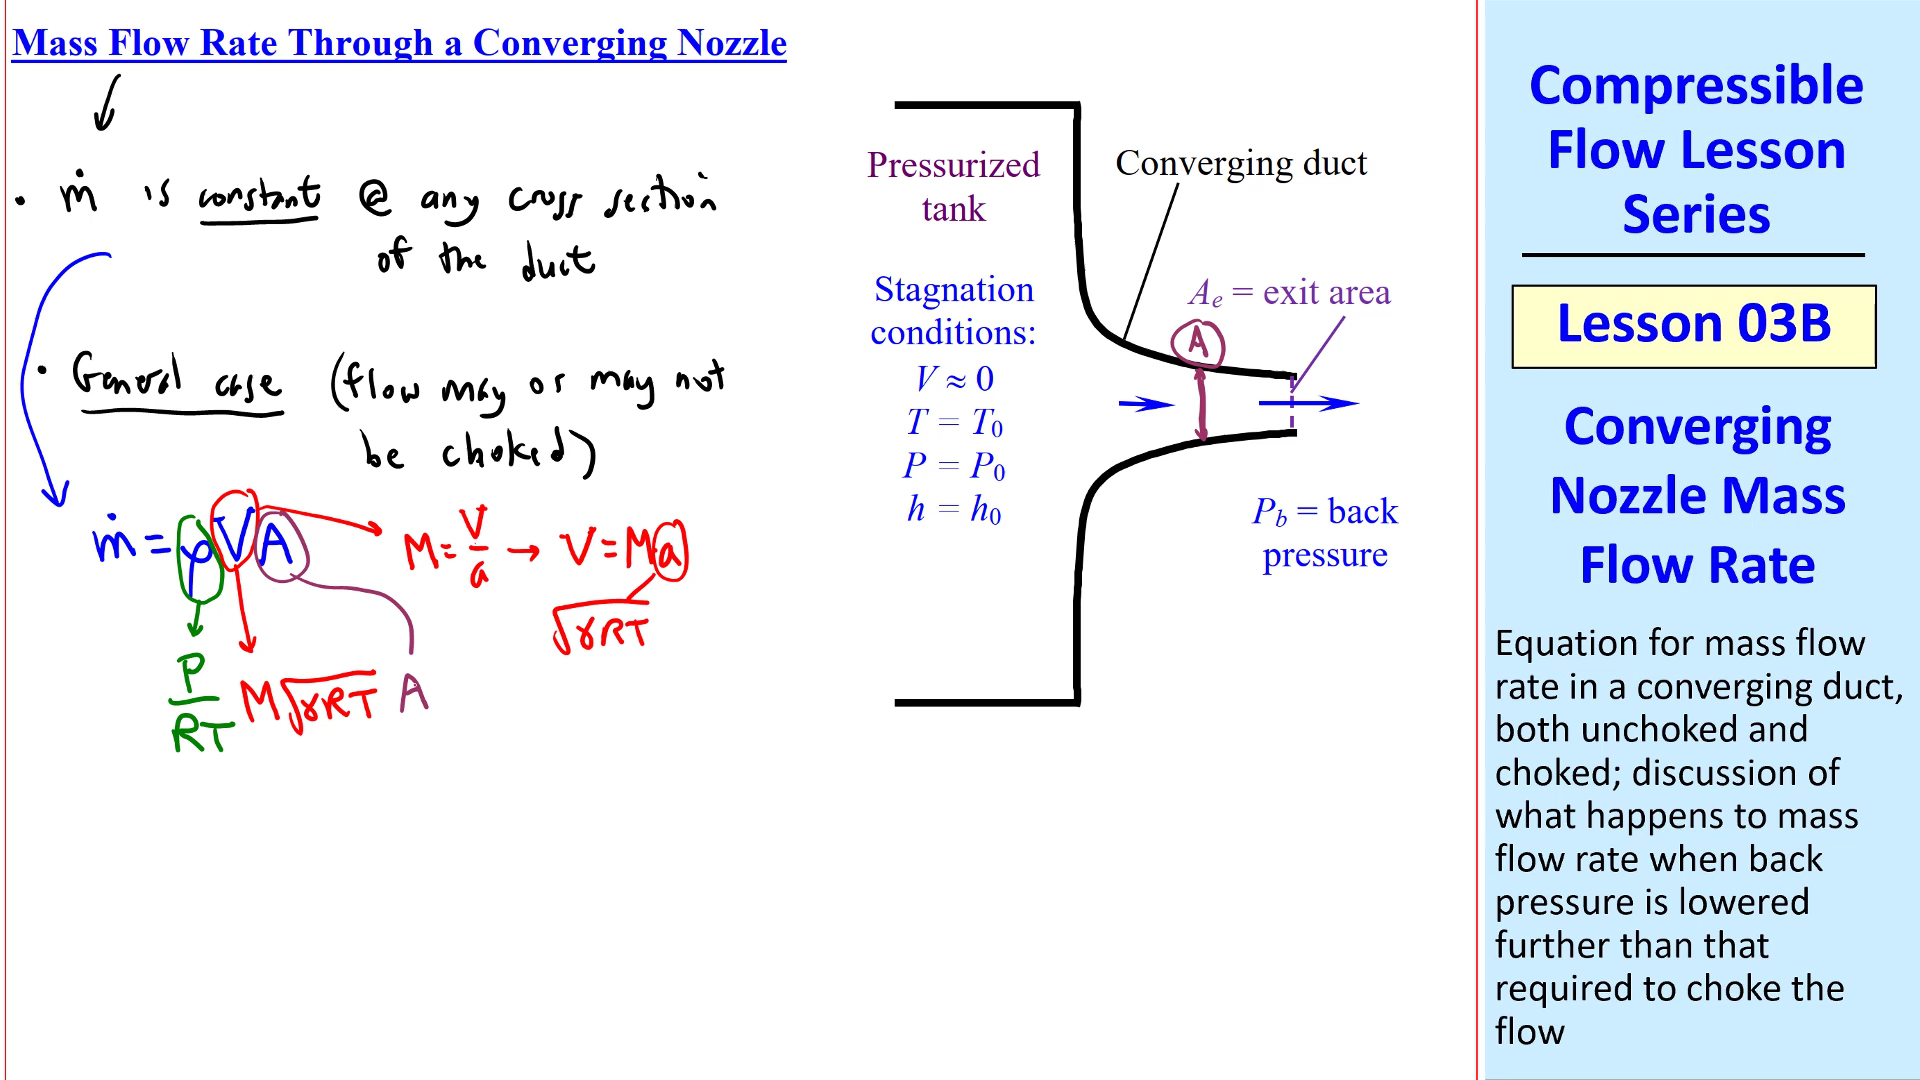 Mass Flow Rate Through a Converging Nozzle
• ṁ is constant @ any cross section
of the duct
• General case (flow may or may not
be choked)
ṁ = ρVA
M = V/a → V = Ma
√γRT
P/RT M√γRT A
Pressurized
tank
Converging duct
Stagnation
conditions:
V ≈ 0
T = T₀
P = P₀
h = h₀
Aₑ = exit area
A
P_b = back
pressure
Compressible
Flow Lesson
Series
Lesson 03B
Converging
Nozzle Mass
Flow Rate
Equation for mass flow
rate in a converging duct,
both unchoked and
choked; discussion of
what happens to mass
flow rate when back
pressure is lowered
further than that
required to choke the
flow